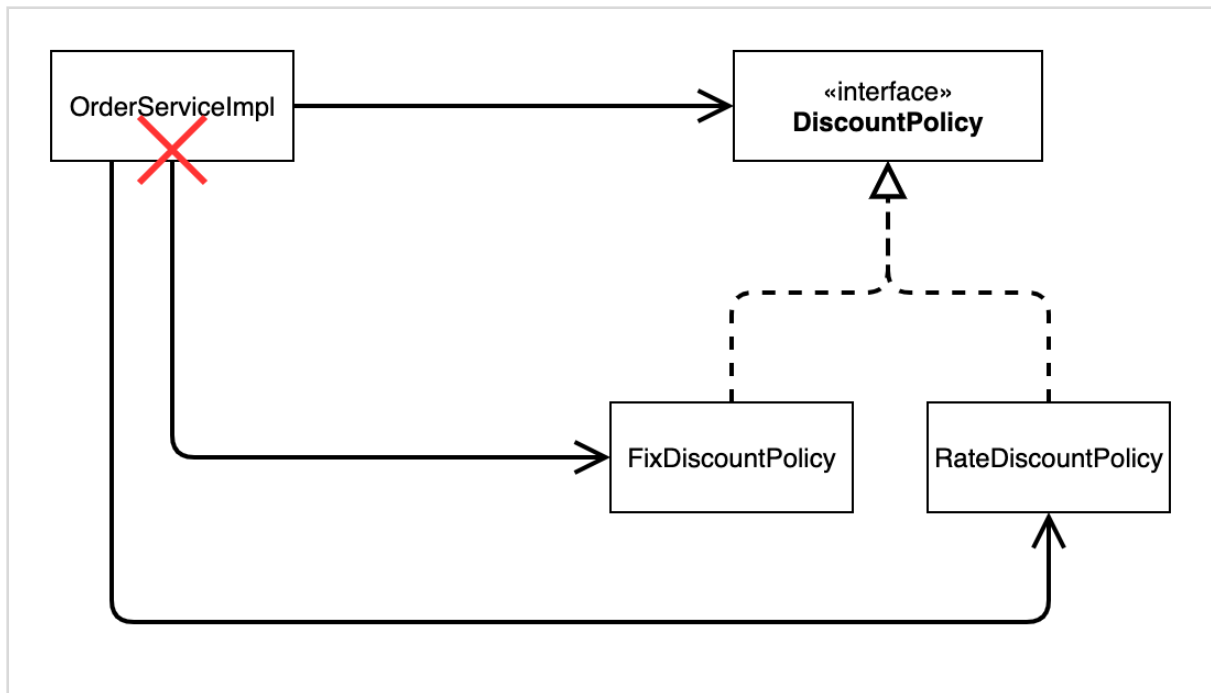 OrderServiceImpl
«interface»
DiscountPolicy
FixDiscountPolicy
RateDiscountPolicy